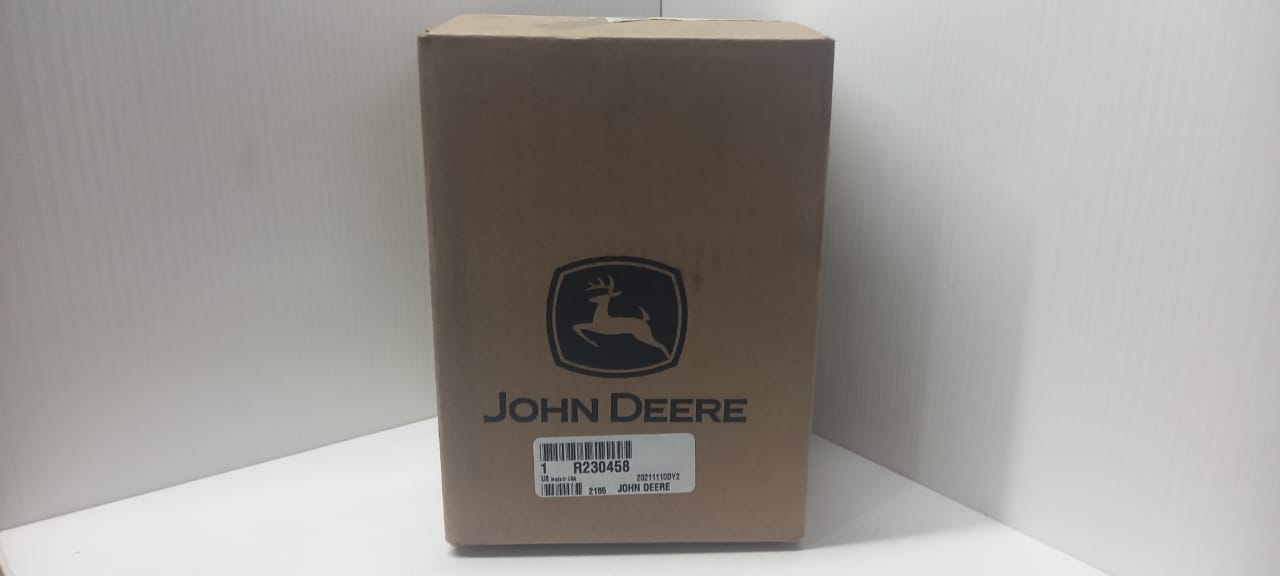 JOHN DEERE
1 R230458
US Made in USA 20211110DY2
2166 JOHN DEERE